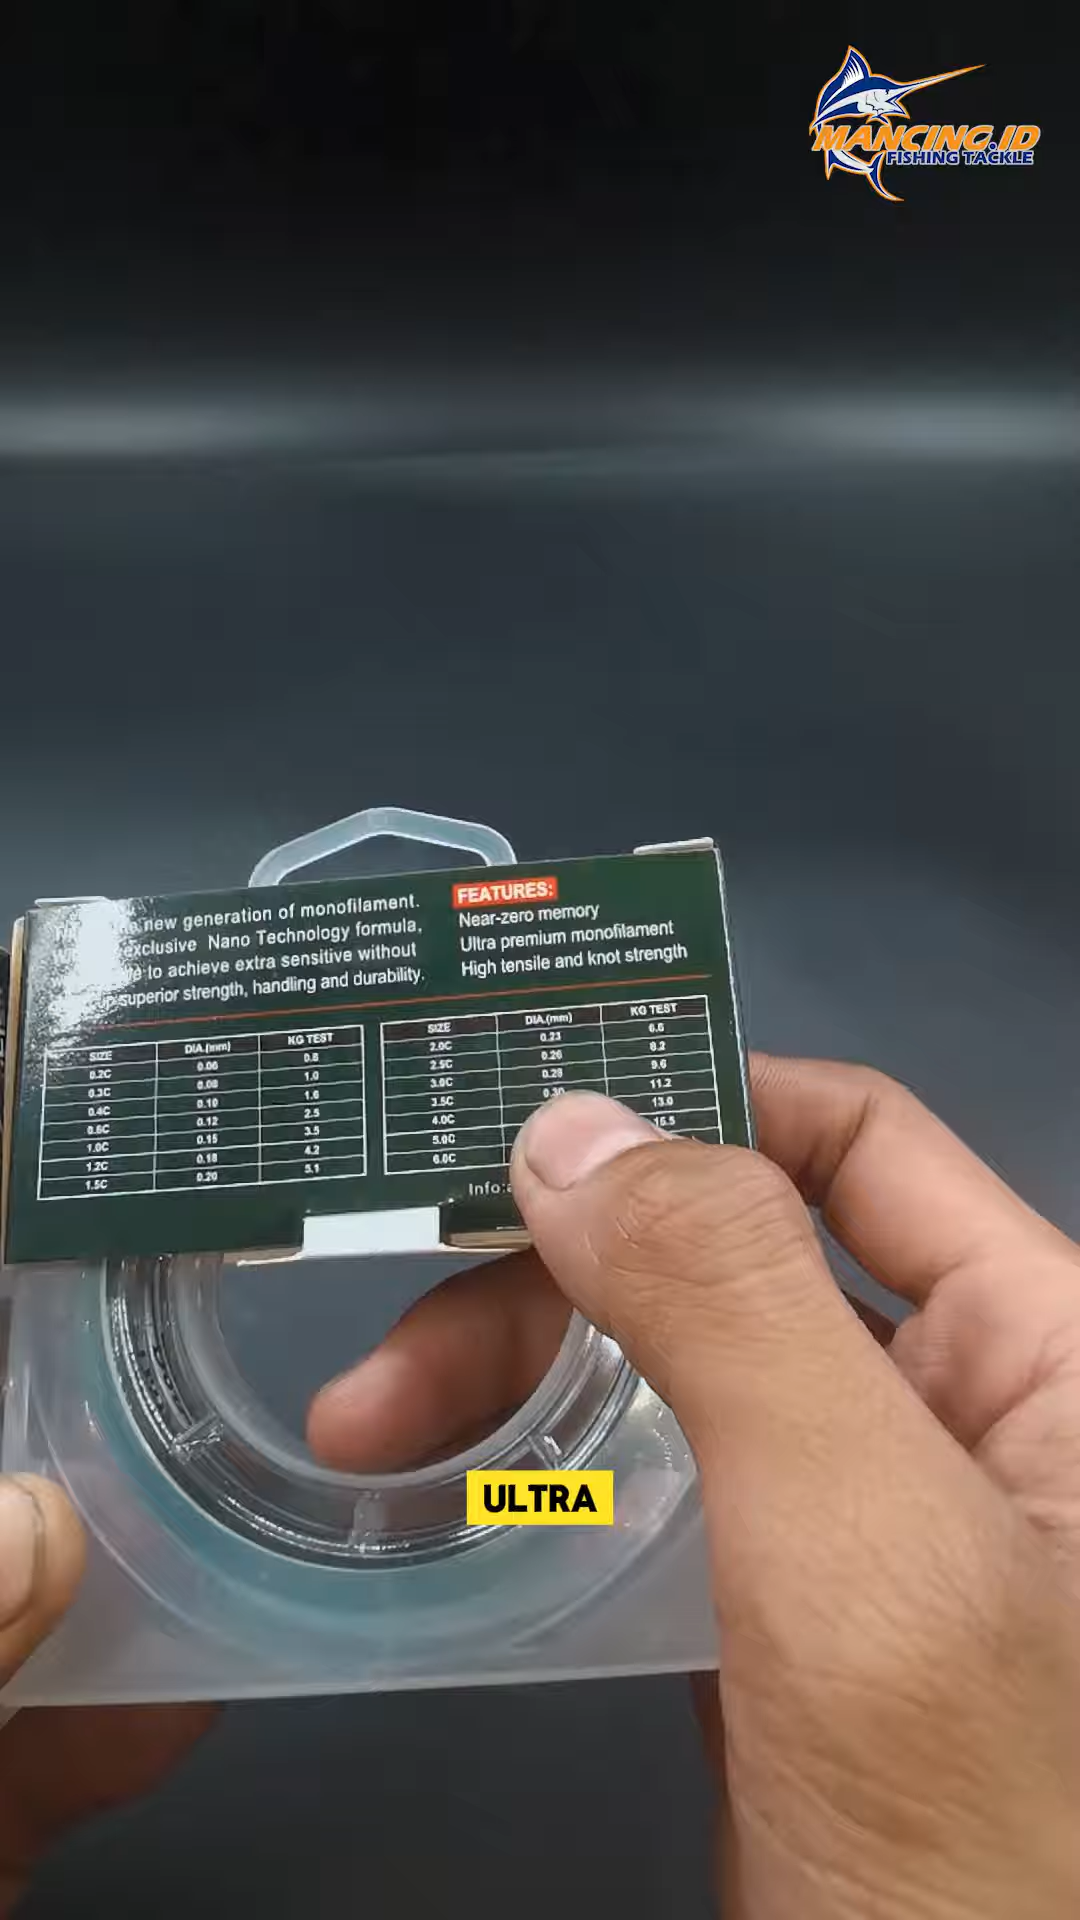 MANCING.ID
FISHING TACKLE
new generation of monofilament.
exclusive Nano Technology formula,
to achieve extra sensitive without
superior strength, handling and durability.
FEATURES:
Near-zero memory
Ultra premium monofilament
High tensile and knot strength
SIZE DIA.(mm) KG TEST
0.2C 0.06 0.8
0.3C 0.08 1.0
0.4C 0.10 1.6
0.6C 0.12 2.5
1.0C 0.15 3.5
1.2C 0.18 4.2
1.5C 0.20 5.1
SIZE DIA.(mm) KG TEST
2.0C 0.23 6.6
2.5C 0.26 8.2
3.0C 0.28 9.6
3.5C 0.30 11.2
4.0C 13.0
5.0C
6.0C
Info:
ULTRA